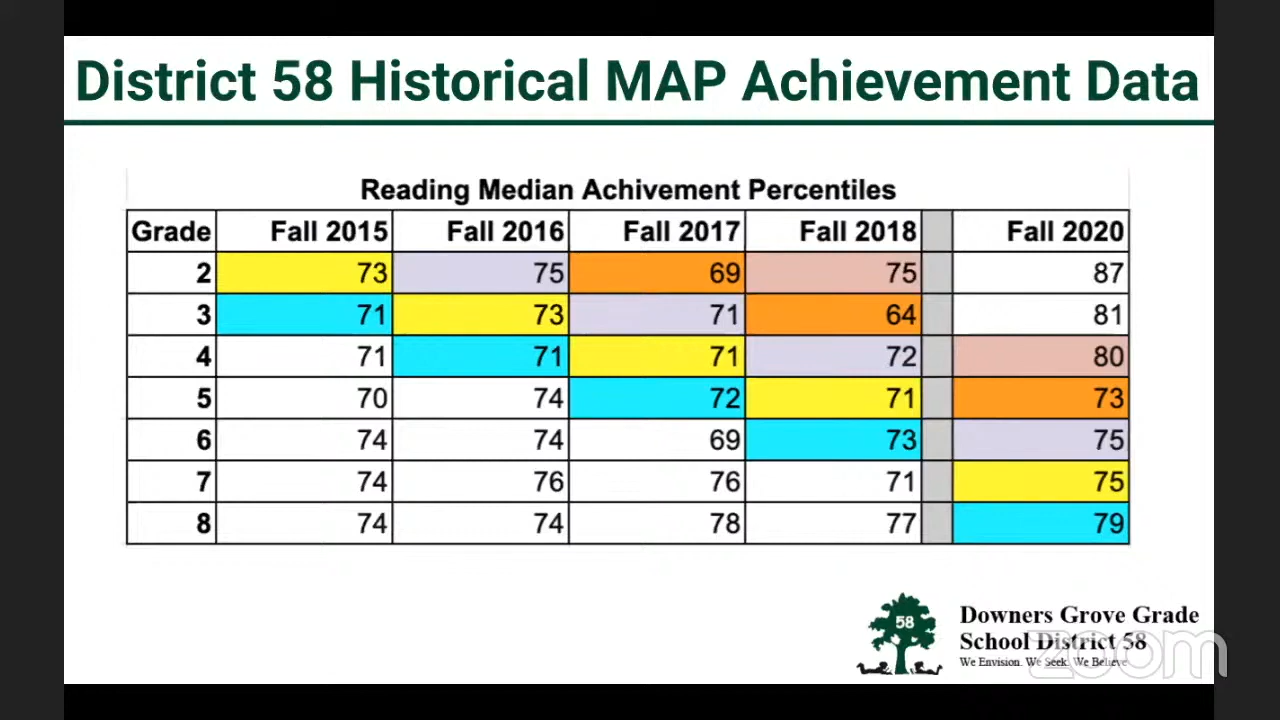 District 58 Historical MAP Achievement Data
Reading Median Achivement Percentiles
Grade Fall 2015 Fall 2016 Fall 2017 Fall 2018 Fall 2020
2 73 75 69 75 87
3 71 73 71 64 81
4 71 71 71 72 80
5 70 74 72 71 73
6 74 74 69 73 75
7 74 76 76 71 75
8 74 74 78 77 79
58
Downers Grove Grade
School District 58
We Envision. We Seek. We Believe
zoom